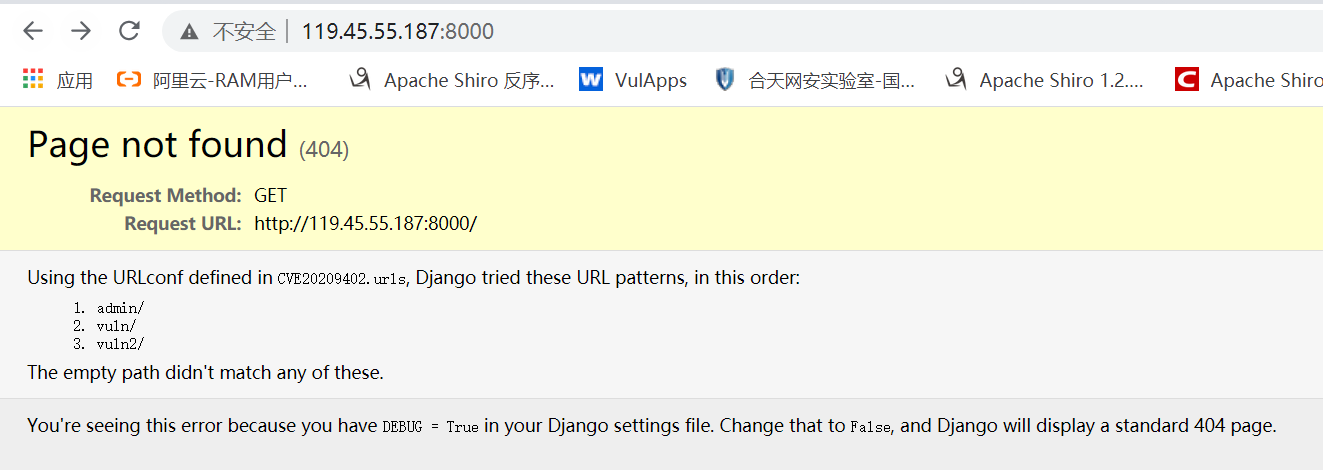 不安全 | 119.45.55.187:8000
应用 阿里云-RAM用户... Apache Shiro 反序... VulApps 合天网安实验室-国... Apache Shiro 1.2.... Apache Shiro
Page not found (404)
Request Method: GET
Request URL: http://119.45.55.187:8000/
Using the URLconf defined in CVE20209402.urls, Django tried these URL patterns, in this order:
1. admin/
2. vuln/
3. vuln2/
The empty path didn't match any of these.
You're seeing this error because you have DEBUG = True in your Django settings file. Change that to False, and Django will display a standard 404 page.